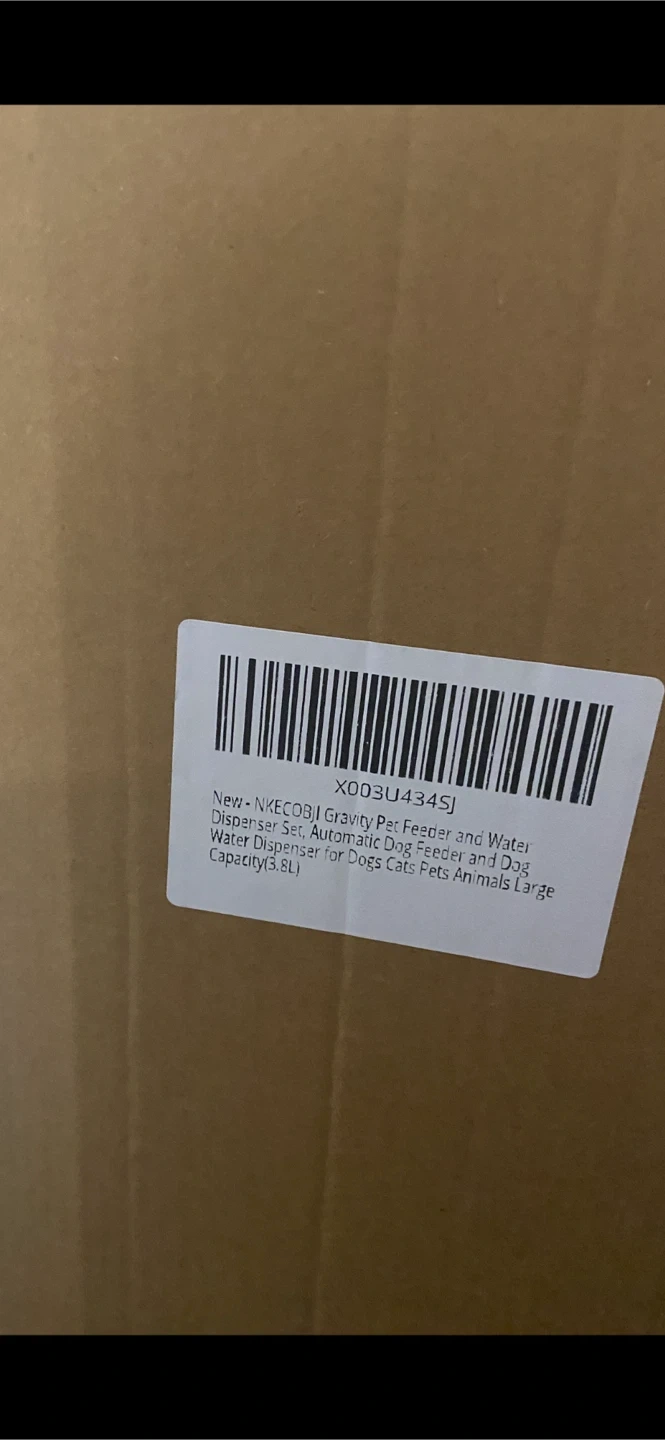 X003U434SJ
New - NKECOBJI Gravity Pet Feeder and Water
Dispenser Set, Automatic Dog Feeder and Dog
Water Dispenser for Dogs Cats Pets Animals Large
Capacity(3.8L)